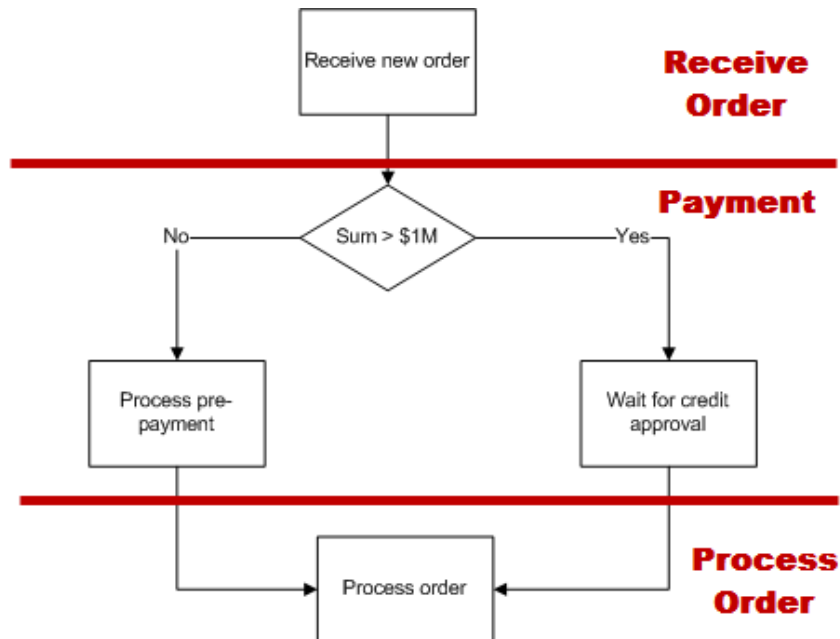 Receive new order
Receive
Order
Payment
No
Sum > $1M
Yes
Process pre-
payment
Wait for credit
approval
Process order
Process
Order